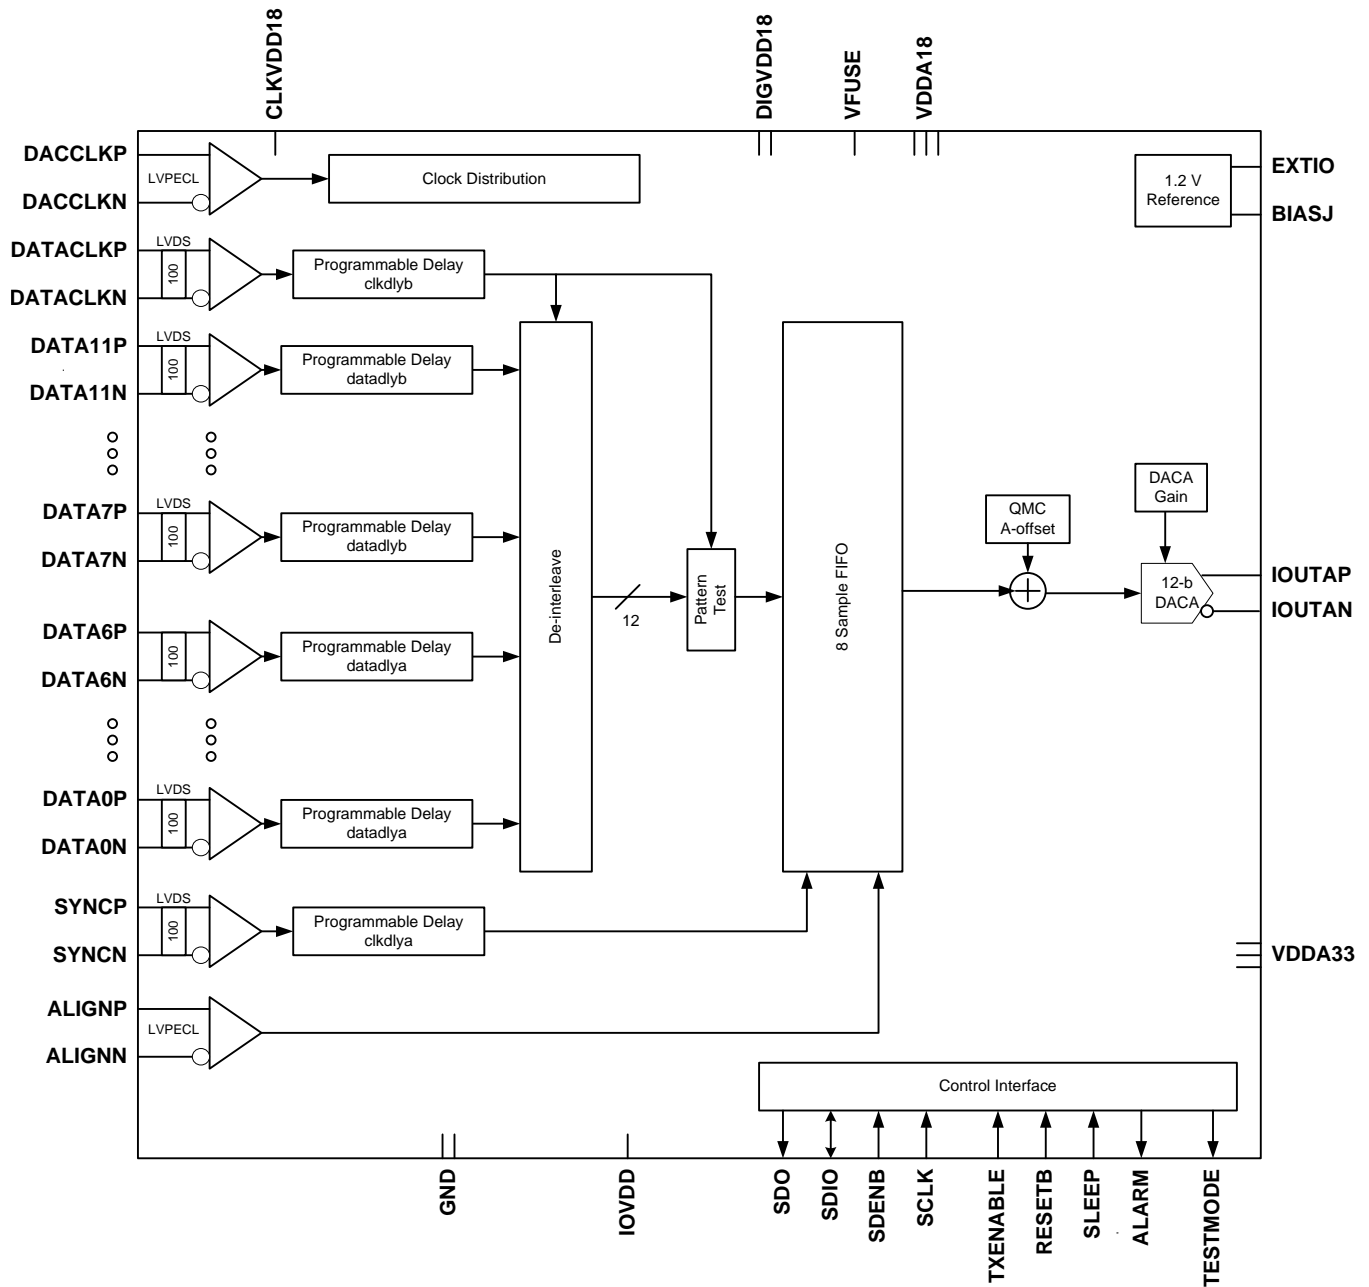 CLKVDD18
DIGVDD18
VFUSE
VDDA18
DACCLKP
LVPECL
DACCLKN
Clock Distribution
1.2 V
Reference
EXTIO
BIASJ
DATACLKP
LVDS
100
DATACLKN
Programmable Delay
clkdlyb
DATA11P
LVDS
100
DATA11N
Programmable Delay
datadlyb
DATA7P
LVDS
100
DATA7N
Programmable Delay
datadlyb
De-interleave
12
Pattern
Test
8 Sample FIFO
QMC
A-offset
DACA
Gain
12-b
DACA
IOUTAP
IOUTAN
DATA6P
100
DATA6N
Programmable Delay
datadlya
DATA0P
LVDS
100
DATA0N
Programmable Delay
datadlya
SYNCP
LVDS
100
SYNCN
Programmable Delay
clkdlya
VDDA33
ALIGNP
LVPECL
ALIGNN
Control Interface
GND
IOVDD
SDO
SDIO
SDENB
SCLK
TXENABLE
RESETB
SLEEP
ALARM
TESTMODE